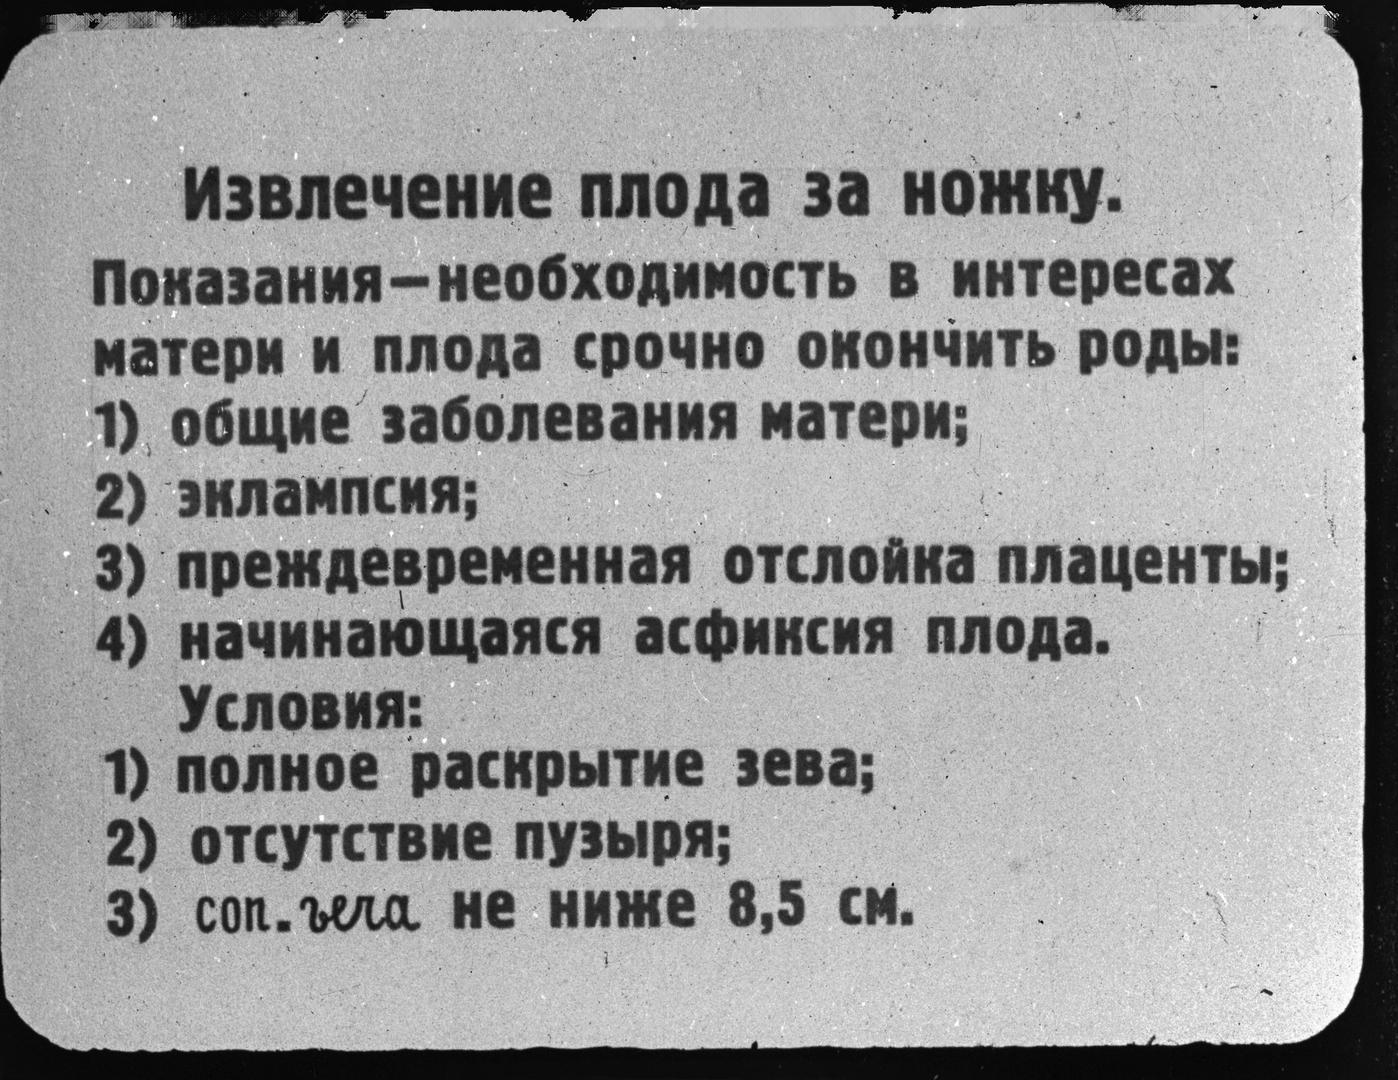 Извлечение плода за ножку.
Показания—необходимость в интересах
матери и плода срочно окончить роды:
1) общие заболевания матери;
2) эклампсия;
3) преждевременная отслойка плаценты;
4) начинающаяся асфиксия плода.
Условия:
1) полное раскрытие зева;
2) отсутствие пузыря;
3) соп. vera не ниже 8,5 см.